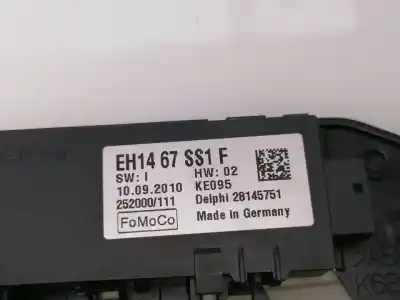 EH14 67 SS1 F
SW: I HW: 02
10.09.2010 KE095
252000/111 Delphi 28145751
FoMoCo Made in Germany